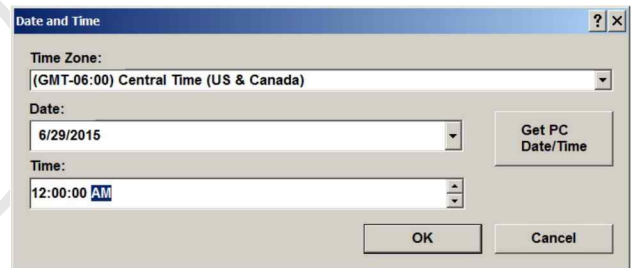 Date and Time
Time Zone:
(GMT-06:00) Central Time (US & Canada)
Date:
6/29/2015
Get PC
Date/Time
Time:
12:00:00 AM
OK
Cancel